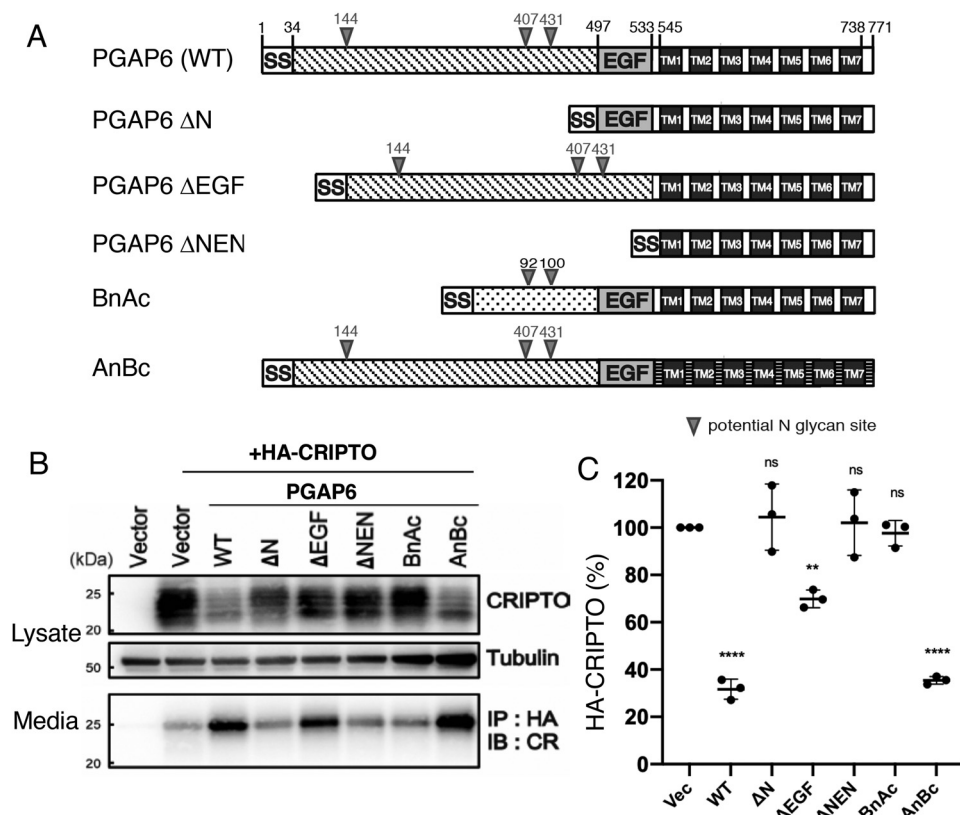 A
1 34 144 407 431 497 533 545 738 771
PGAP6 (WT) SS EGF TM1 TM2 TM3 TM4 TM5 TM6 TM7
PGAP6 ΔN SS EGF TM1 TM2 TM3 TM4 TM5 TM6 TM7
144 407 431
PGAP6 ΔEGF SS TM1 TM2 TM3 TM4 TM5 TM6 TM7
PGAP6 ΔNEN SS TM1 TM2 TM3 TM4 TM5 TM6 TM7
92 100
BnAc SS EGF TM1 TM2 TM3 TM4 TM5 TM6 TM7
144 407 431
AnBc SS EGF TM1 TM2 TM3 TM4 TM5 TM6 TM7
potential N glycan site
B
+HA-CRIPTO
PGAP6
(kDa) Vector Vector WT ΔN ΔEGF ΔNEN BnAc AnBc
Lysate
25 CRIPTO
20
50 Tubulin
Media
25 IP : HA
IB : CR
20
C
HA-CRIPTO (%)
120
100
80
60
40
20
0
ns ns ns
**
**** ****
Vec WT ΔN ΔEGF ΔNEN BnAc AnBc